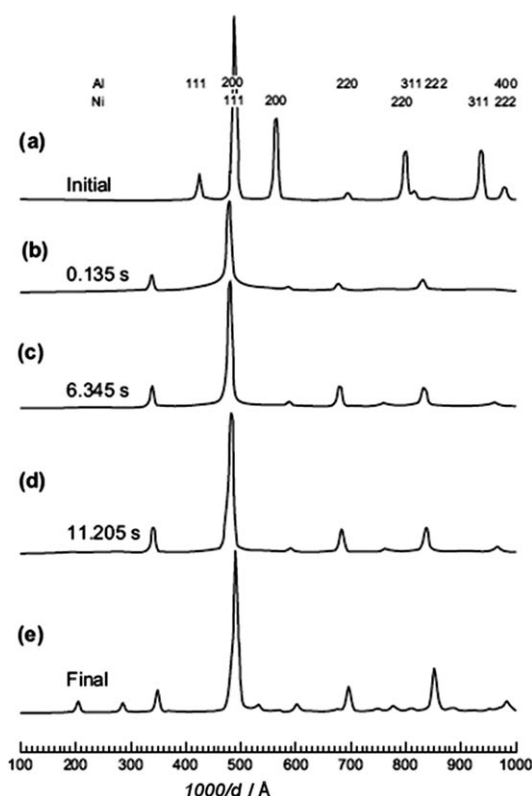 Al 111 200 220 311 222 400
Ni 111 200 220 311 222
(a)
Initial
(b)
0.135 s
(c)
6.345 s
(d)
11.205 s
(e)
Final
100 200 300 400 500 600 700 800 900 1000
1000/d / Å